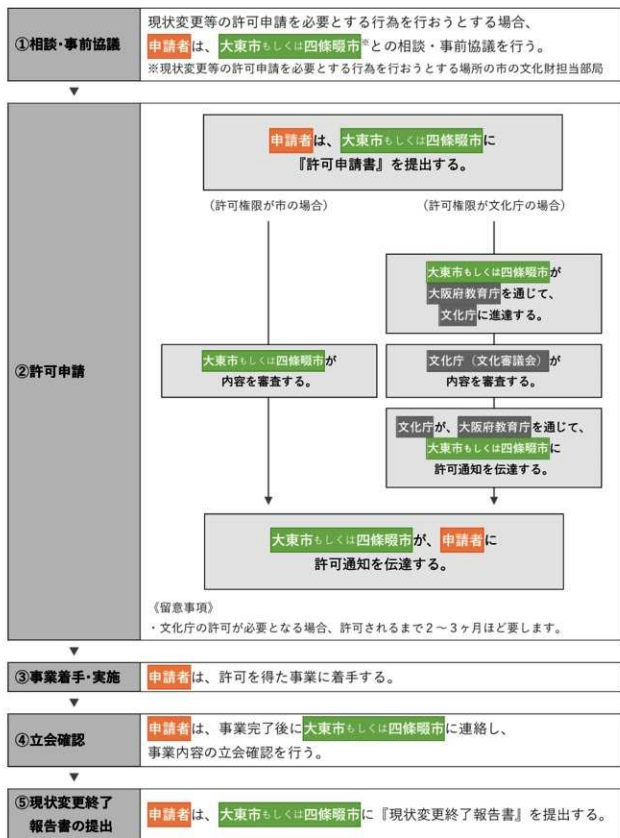 ①相談・事前協議
現状変更等の許可申請を必要とする行為を行おうとする場合、
申請者は、大東市もしくは四條畷市※との相談・事前協議を行う。
※現状変更等の許可申請を必要とする行為を行おうとする場所の市の文化財担当部局
▼
②許可申請
申請者は、大東市もしくは四條畷市に
『許可申請書』を提出する。
（許可権限が市の場合）
（許可権限が文化庁の場合）
大東市もしくは四條畷市が
大阪府教育庁を通じて、
文化庁に進達する。
大東市もしくは四條畷市が
内容を審査する。
文化庁（文化審議会）が
内容を審査する。
文化庁が、大阪府教育庁を通じて、
大東市もしくは四條畷市に
許可通知を伝達する。
大東市もしくは四條畷市が、申請者に
許可通知を伝達する。
《留意事項》
・文化庁の許可が必要となる場合、許可されるまで２～３ヶ月ほど要します。
▼
③事業着手・実施
申請者は、許可を得た事業に着手する。
▼
④立会確認
申請者は、事業完了後に大東市もしくは四條畷市に連絡し、
事業内容の立会確認を行う。
▼
⑤現状変更終了
報告書の提出
申請者は、大東市もしくは四條畷市に『現状変更終了報告書』を提出する。